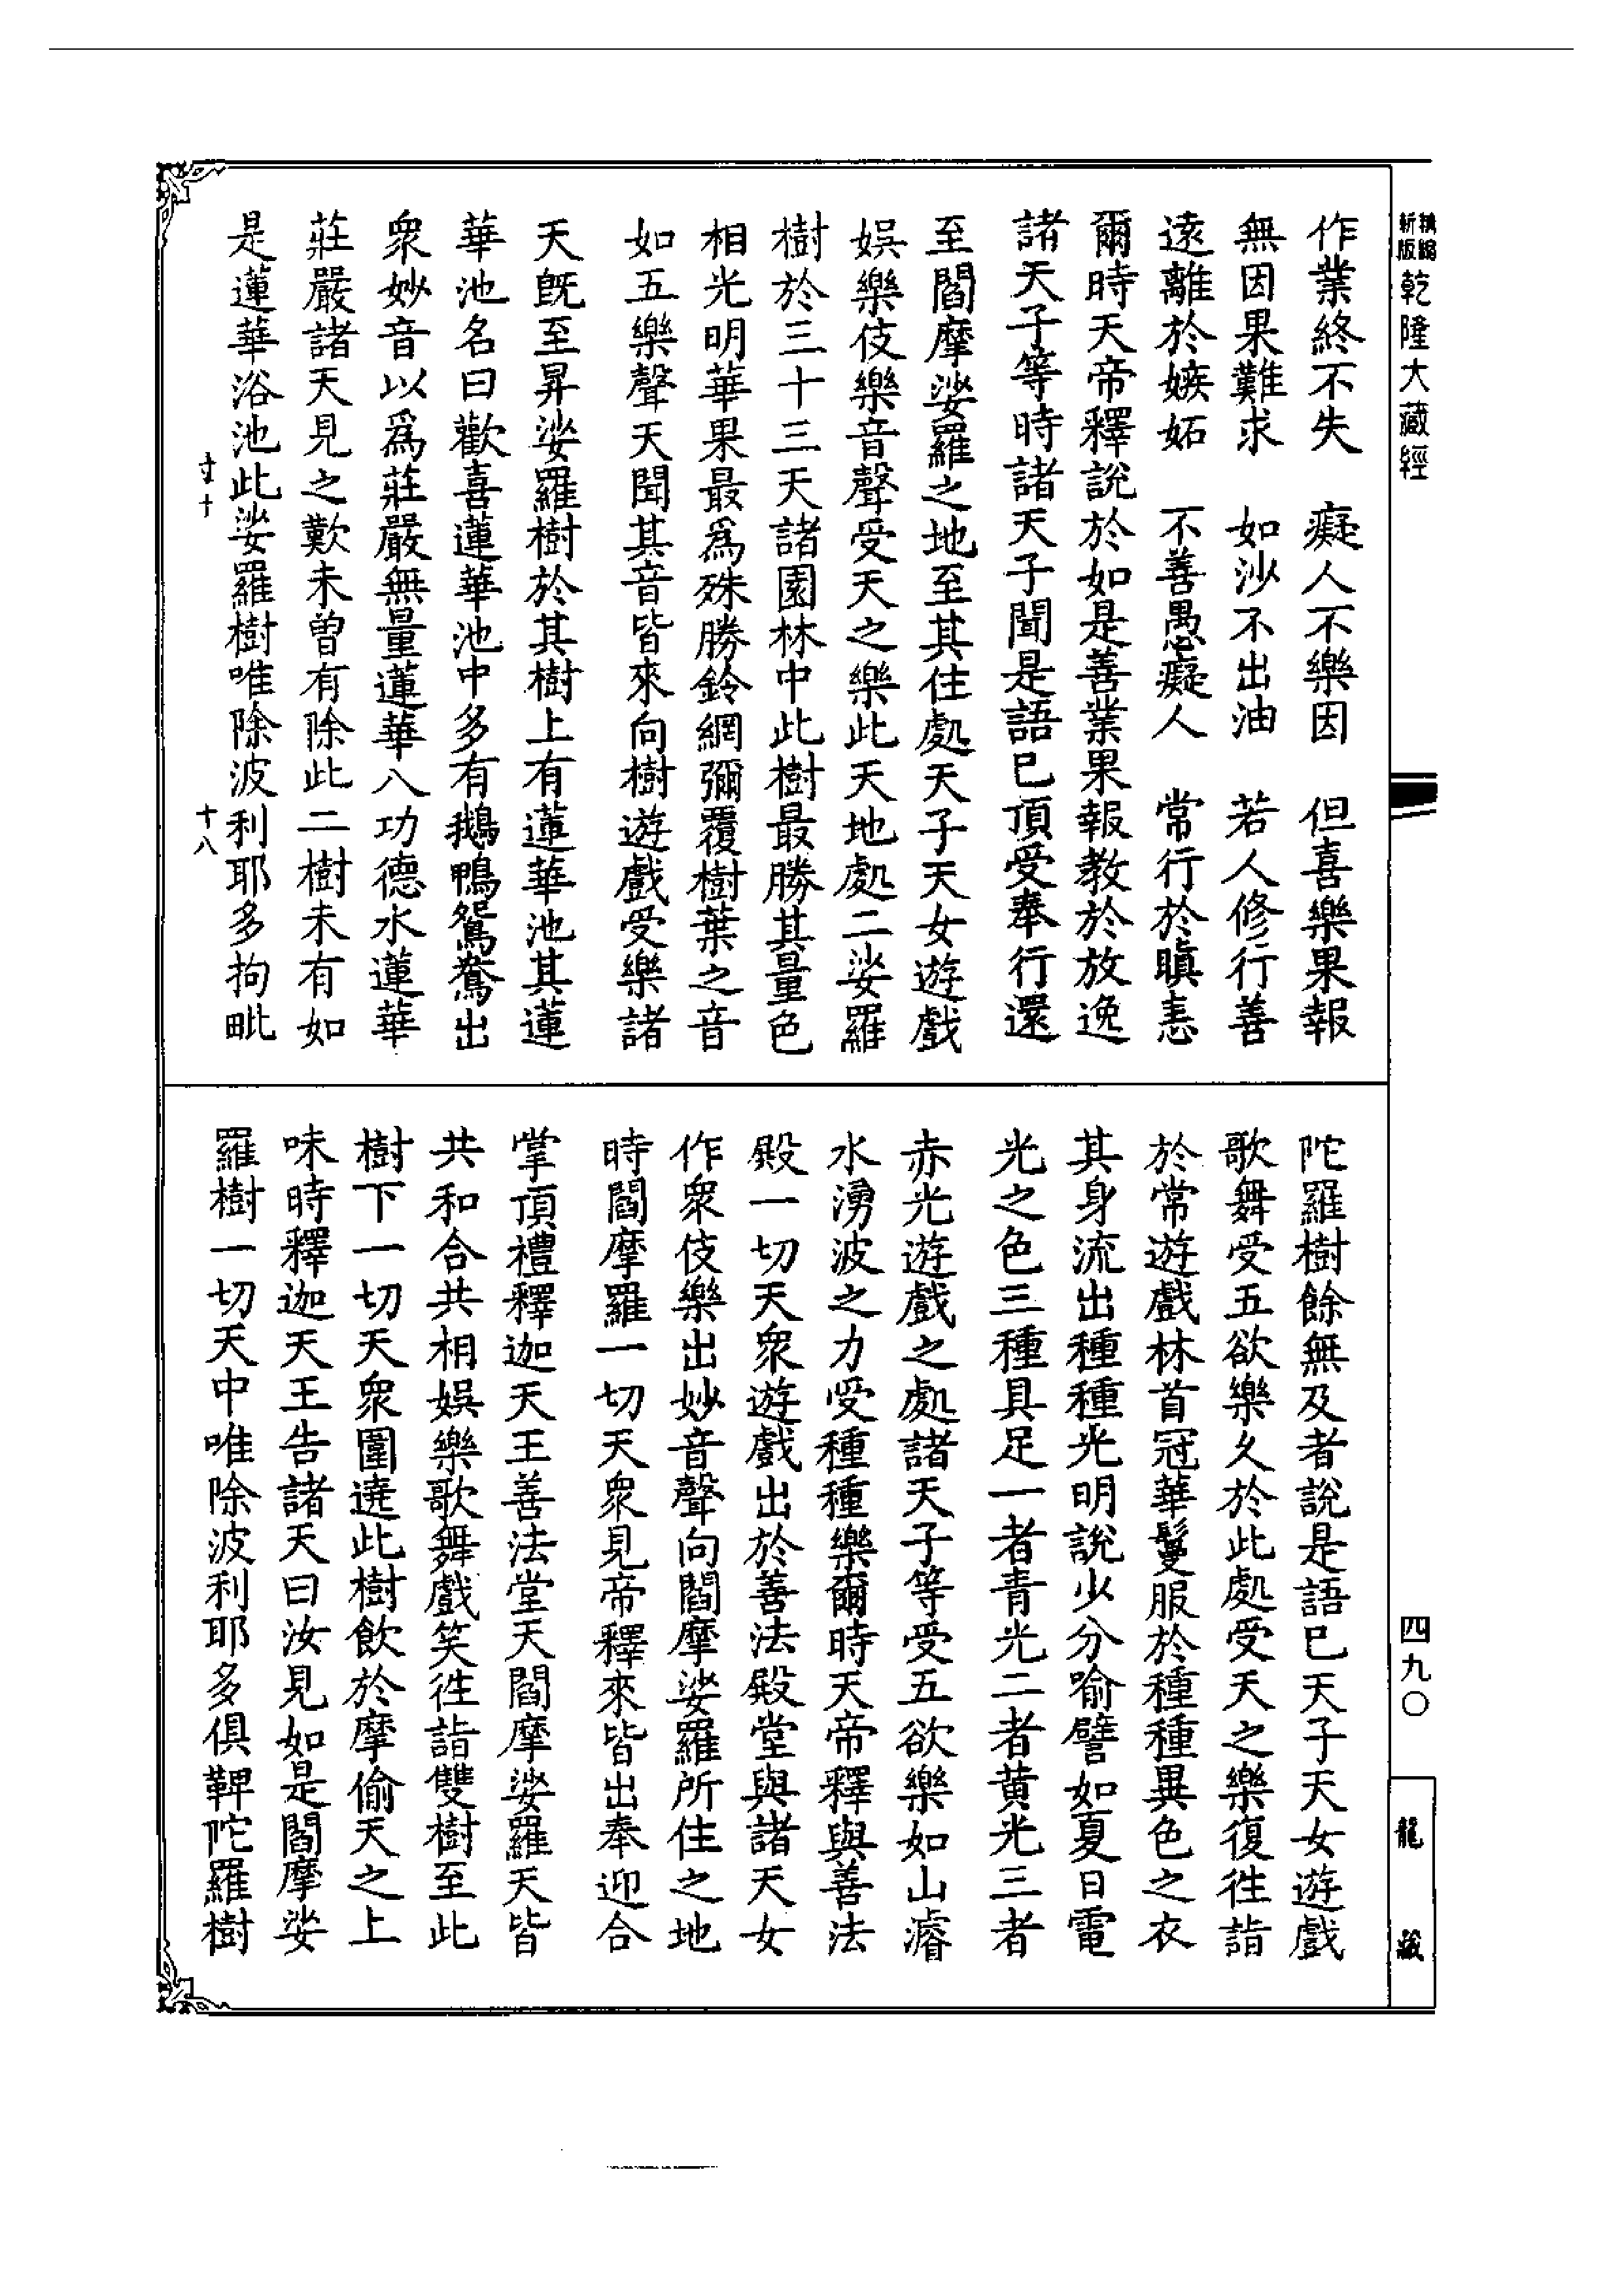 新版
精縮
乾隆大藏經
四九〇
龍藏
作業終不失　癡人不樂因　但喜樂果報
無因果難求　如沙不出油　若人修行善
遠離於嫉妬　不善愚癡人　常行於瞋恚
爾時天帝釋說於如是善業果報教於放逸
諸天子等時諸天子聞是語已頂受奉行還
至閻摩娑羅之地至其住處天子天女遊戲
娛樂伎樂音聲受天之樂此天地處二娑羅
樹於三十三天諸園林中此樹最勝其量色
相光明華果最爲殊勝鈴網彌覆樹葉之音
如五樂聲天聞其音皆來向樹遊戲受樂諸
天旣至昇娑羅樹於其樹上有蓮華池其蓮
華池名曰歡喜蓮華池中多有鵝鴨鴛鴦出
衆妙音以爲莊嚴無量蓮華八功德水蓮華
莊嚴諸天見之歎未曾有除此二樹未有如
是蓮華浴池此娑羅樹唯除波利耶多拘毗
十八
陀羅樹餘無及者說是語已天子天女遊戲
歌舞受五欲樂久於此處受天之樂復徃詣
於常遊戲林首冠華鬘服於種種異色之衣
其身流出種種光明說少分喻譬如夏日電
光之色三種具足一者青光二者黄光三者
赤光遊戲之處諸天子等受五欲樂如山濬
水湧波之力受種種樂爾時天帝釋與善法
殿一切天衆遊戲出於善法殿堂與諸天女
作衆伎樂出妙音聲向閻摩娑羅所住之地
時閻摩羅一切天衆見帝釋來皆出奉迎合
掌頂禮釋迦天王善法堂天閻摩娑羅天皆
共和合共相娛樂歌舞戲笑徃詣雙樹至此
樹下一切天衆圍遶此樹飲於摩偷天之上
味時釋迦天王告諸天曰汝見如是閻摩娑
羅樹一切天中唯除波利耶多俱鞞陀羅樹